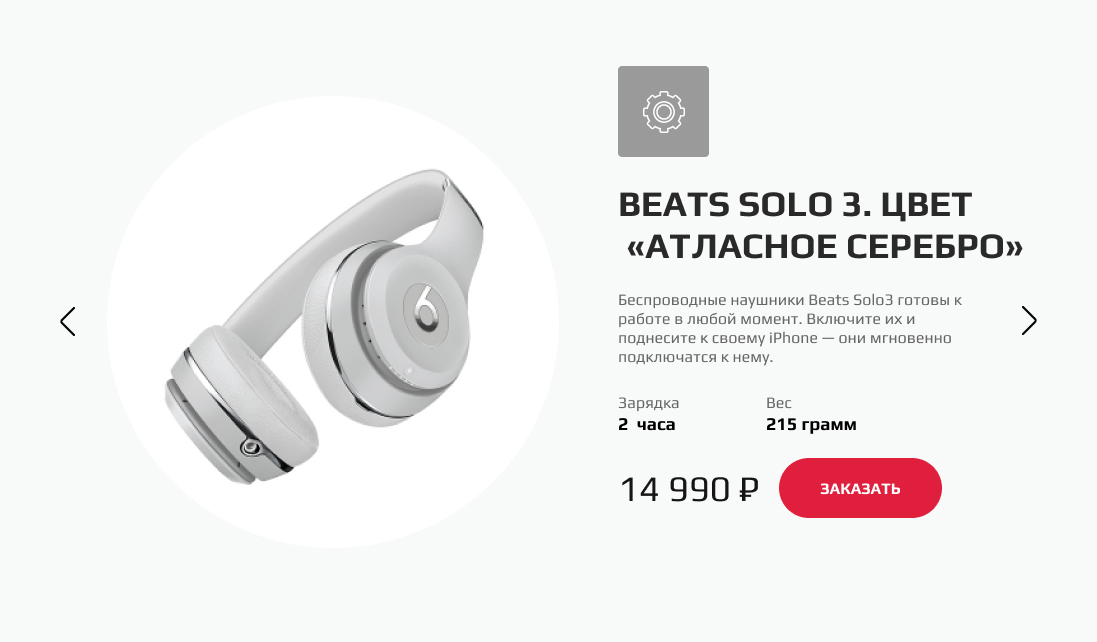 BEATS SOLO 3. ЦВЕТ
«АТЛАСНОЕ СЕРЕБРО»
Беспроводные наушники Beats Solo3 готовы к
работе в любой момент. Включите их и
поднесите к своему iPhone — они мгновенно
подключатся к нему.
Зарядка
2 часа
Вес
215 грамм
14 990 ₽
ЗАКАЗАТЬ